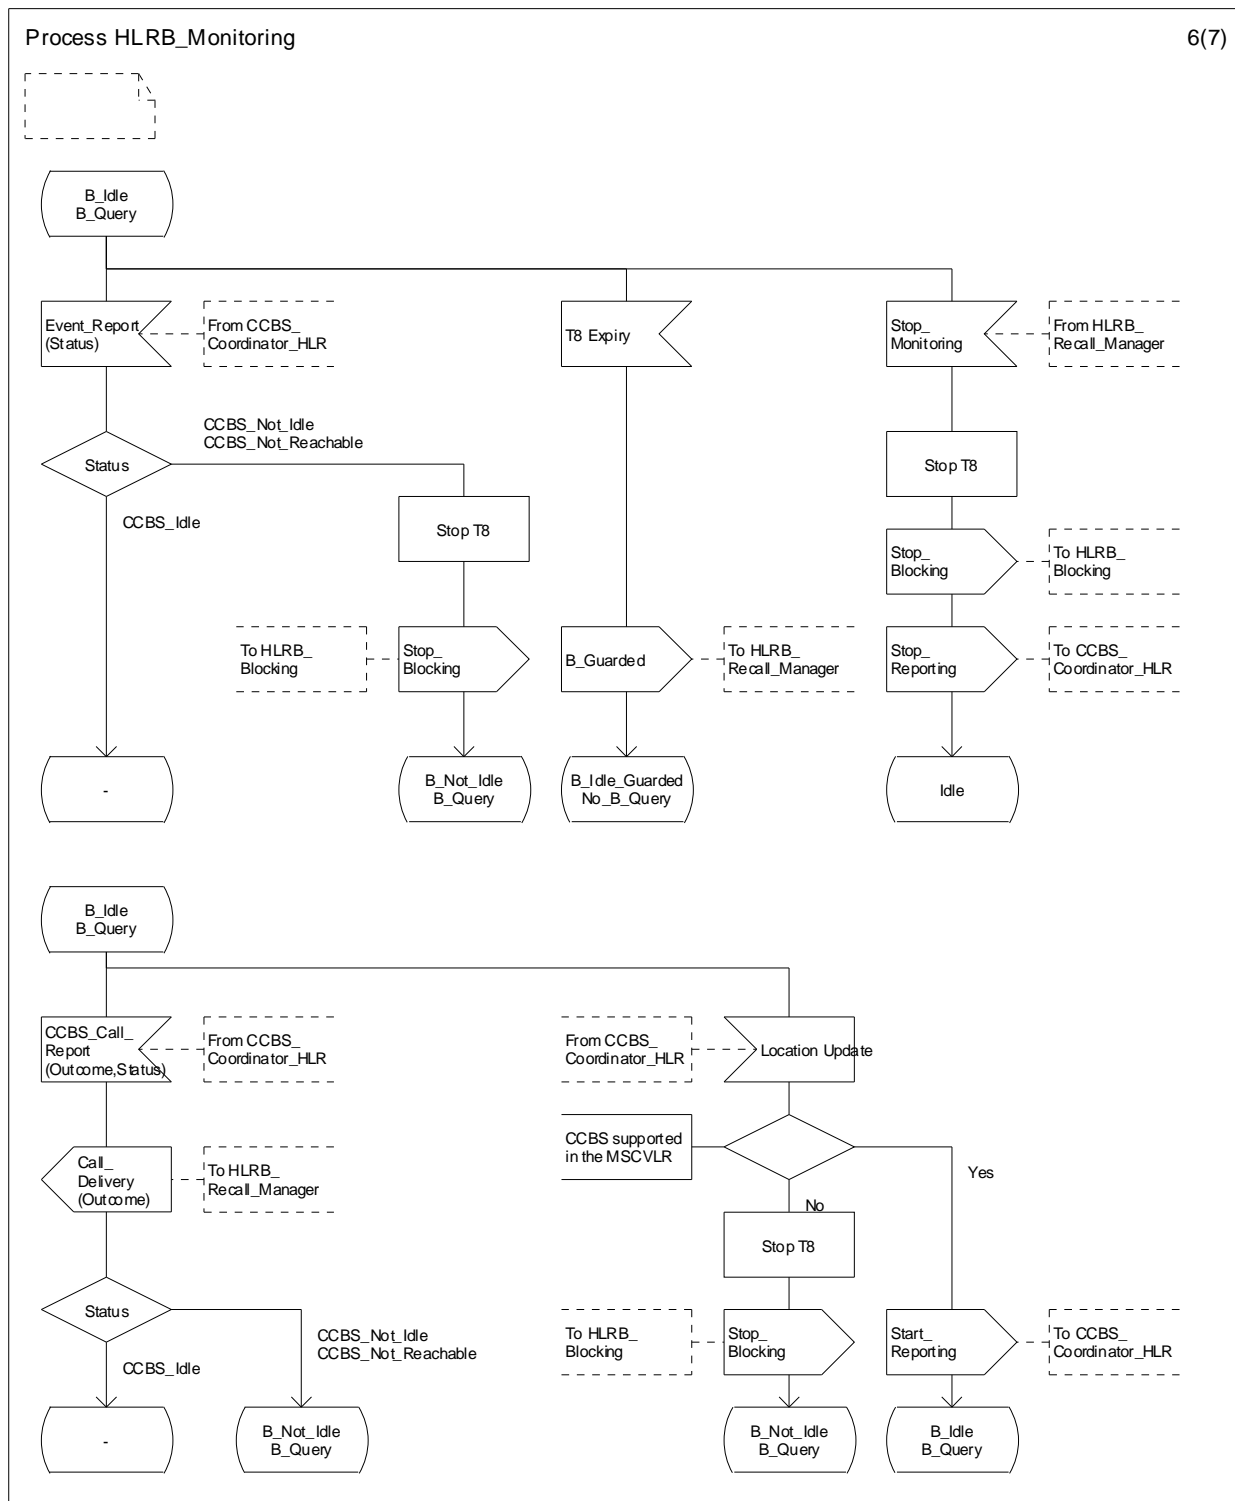 Process HLRB_Monitoring
6(7)
B_Idle
B_Query
Event_Report
(Status)
From CCBS_
Coordinator_HLR
T8 Expiry
Stop_
Monitoring
From HLRB_
Recall_Manager
CCBS_Not_Idle
CCBS_Not_Reachable
Status
Stop T8
CCBS_Idle
Stop T8
Stop_
Blocking
To HLRB_
Blocking
To HLRB_
Blocking
Stop_
Blocking
B_Guarded
To HLRB_
Recall_Manager
Stop_
Reporting
To CCBS_
Coordinator_HLR
-
B_Not_Idle
B_Query
B_Idle_Guarded
No_B_Query
Idle
B_Idle
B_Query
CCBS_Call_
Report
(Outcome,Status)
From CCBS_
Coordinator_HLR
From CCBS_
Coordinator_HLR
Location Update
Call_
Delivery
(Outcome)
To HLRB_
Recall_Manager
CCBS supported
in the MSCVLR
Yes
No
Stop T8
Status
CCBS_Not_Idle
CCBS_Not_Reachable
CCBS_Idle
To HLRB_
Blocking
Stop_
Blocking
Start_
Reporting
To CCBS_
Coordinator_HLR
-
B_Not_Idle
B_Query
B_Not_Idle
B_Query
B_Idle
B_Query